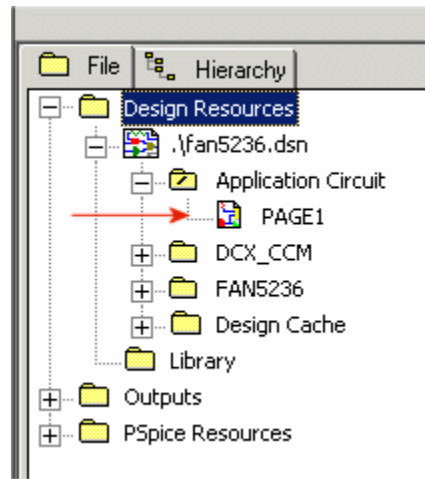 File Hierarchy
Design Resources
.\fan5236.dsn
Application Circuit
PAGE1
DCX_CCM
FAN5236
Design Cache
Library
Outputs
PSpice Resources